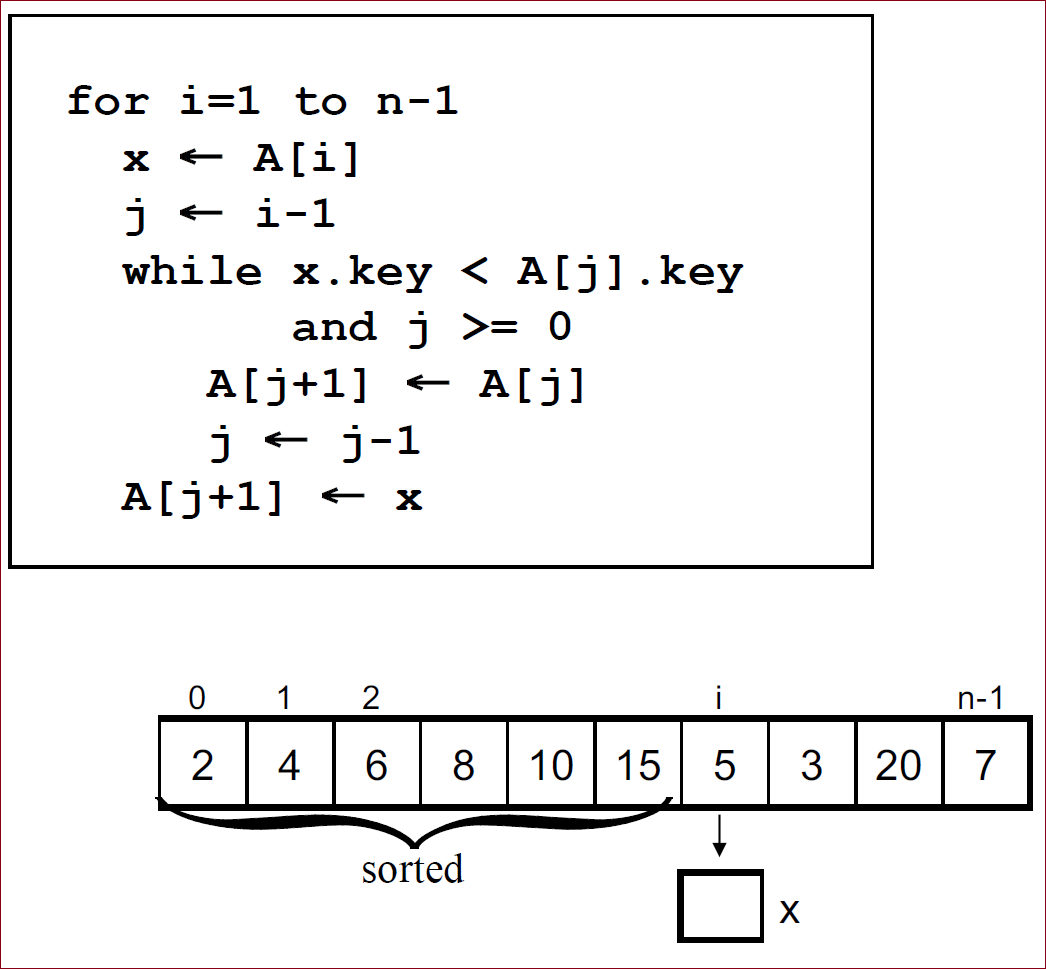 for i=1 to n-1
x ← A[i]
j ← i-1
while x.key < A[j].key
and j >= 0
A[j+1] ← A[j]
j ← j-1
A[j+1] ← x
0 1 2 i n-1
2 4 6 8 10 15 5 3 20 7
sorted
x